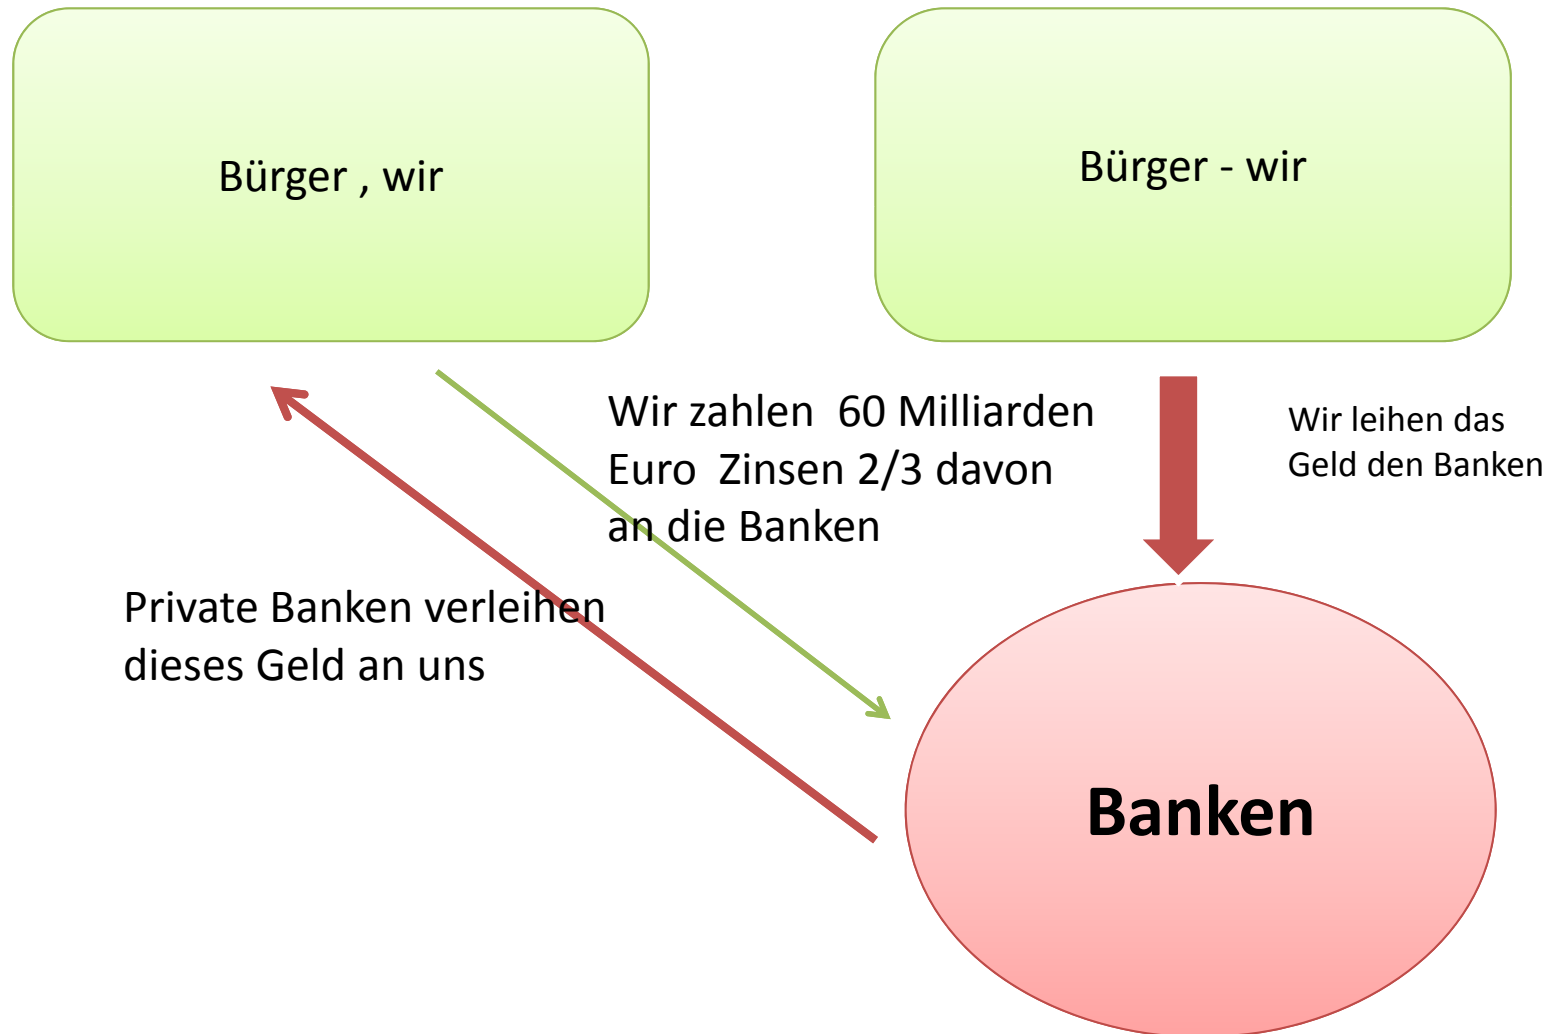 Bürger , wir
Bürger - wir
Wir zahlen 60 Milliarden
Euro Zinsen 2/3 davon
an die Banken
Wir leihen das
Geld den Banken
Private Banken verleihen
dieses Geld an uns
Banken